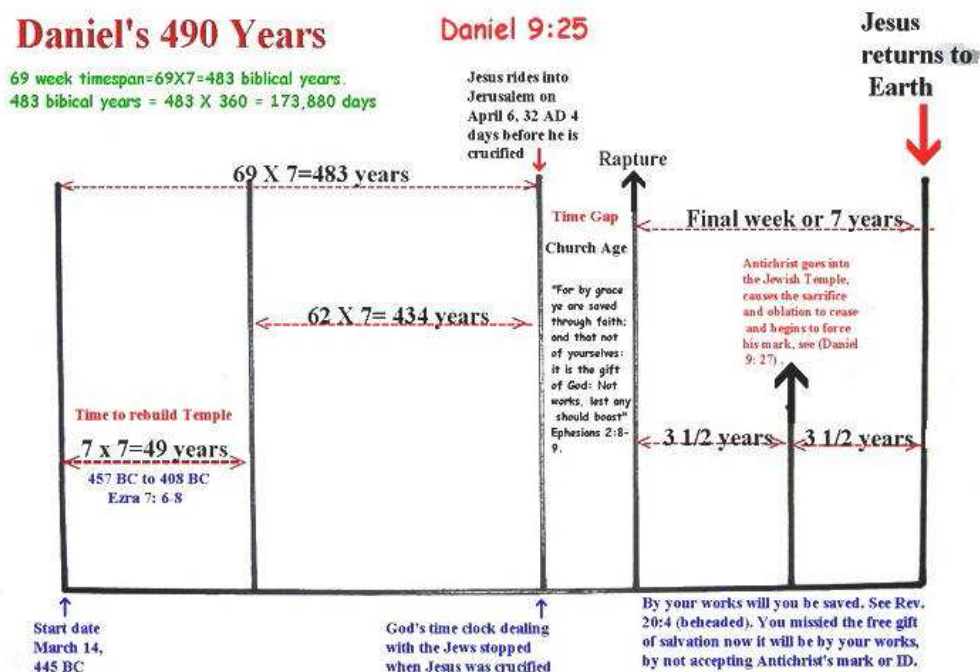 Daniel's 490 Years
Daniel 9:25
69 week timespan=69X7=483 biblical years.
483 bibical years = 483 X 360 = 173,880 days
Jesus rides into
Jerusalem on
April 6, 32 AD 4
days before he is
crucified
Jesus
returns to
Earth
69 X 7=483 years
Rapture
Time Gap
Church Age
"For by grace
ye are saved
through faith;
and that not
of yourselves:
it is the gift
of God: Not
works, lest any
should boast"
Ephesians 2:8-
9.
Final week or 7 years
Antichrist goes into
the Jewish Temple,
causes the sacrifice
and oblation to cease
and begins to force
his mark, see (Daniel
9: 27) .
62 X 7= 434 years
Time to rebuild Temple
7 x 7=49 years
457 BC to 408 BC
Ezra 7: 6-8
3 1/2 years
3 1/2 years
Start date
March 14,
445 BC
God's time clock dealing
with the Jews stopped
when Jesus was crucified
By your works will you be saved. See Rev.
20:4 (beheaded). You missied the free gift
of salvation now it will be by your works,
by not accepting Antichrist's mark or ID.